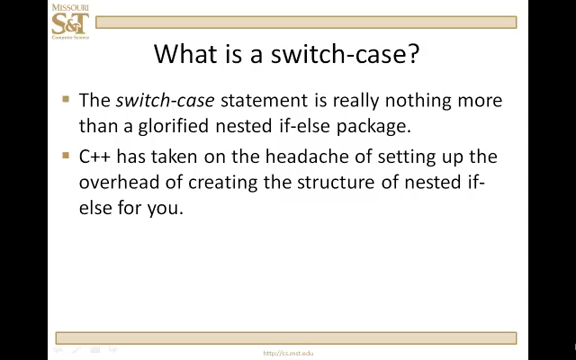 MISSOURI
S&T
Computer Science
What is a switch-case?
The switch-case statement is really nothing more
than a glorified nested if-else package.
C++ has taken on the headache of setting up the
overhead of creating the structure of nested if-
else for you.
http://cs.mst.edu